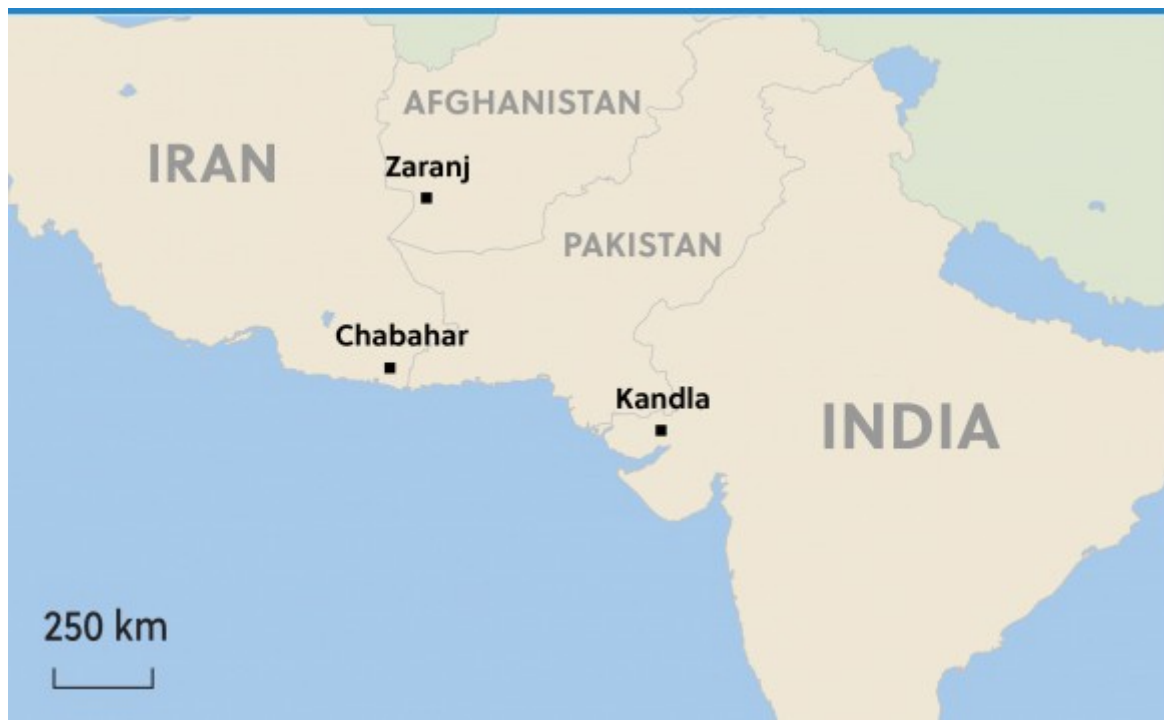 AFGHANISTAN
IRAN
Zaranj
PAKISTAN
Chabahar
Kandla
INDIA
250 km